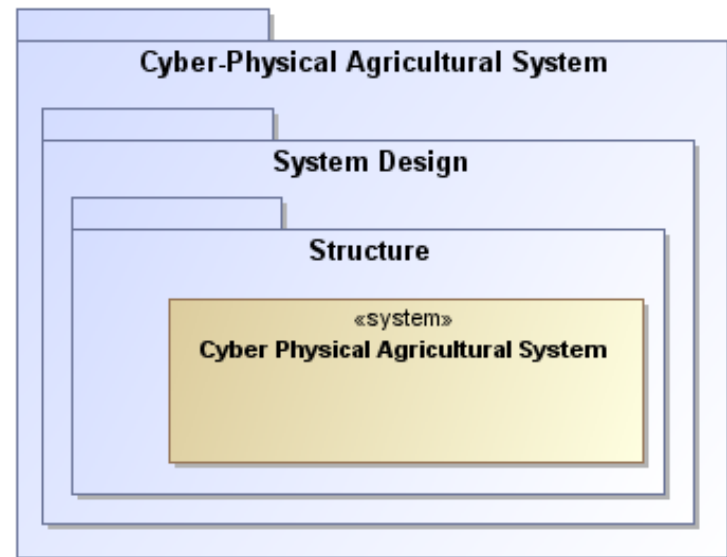 Cyber-Physical Agricultural System
System Design
Structure
«system»
Cyber Physical Agricultural System